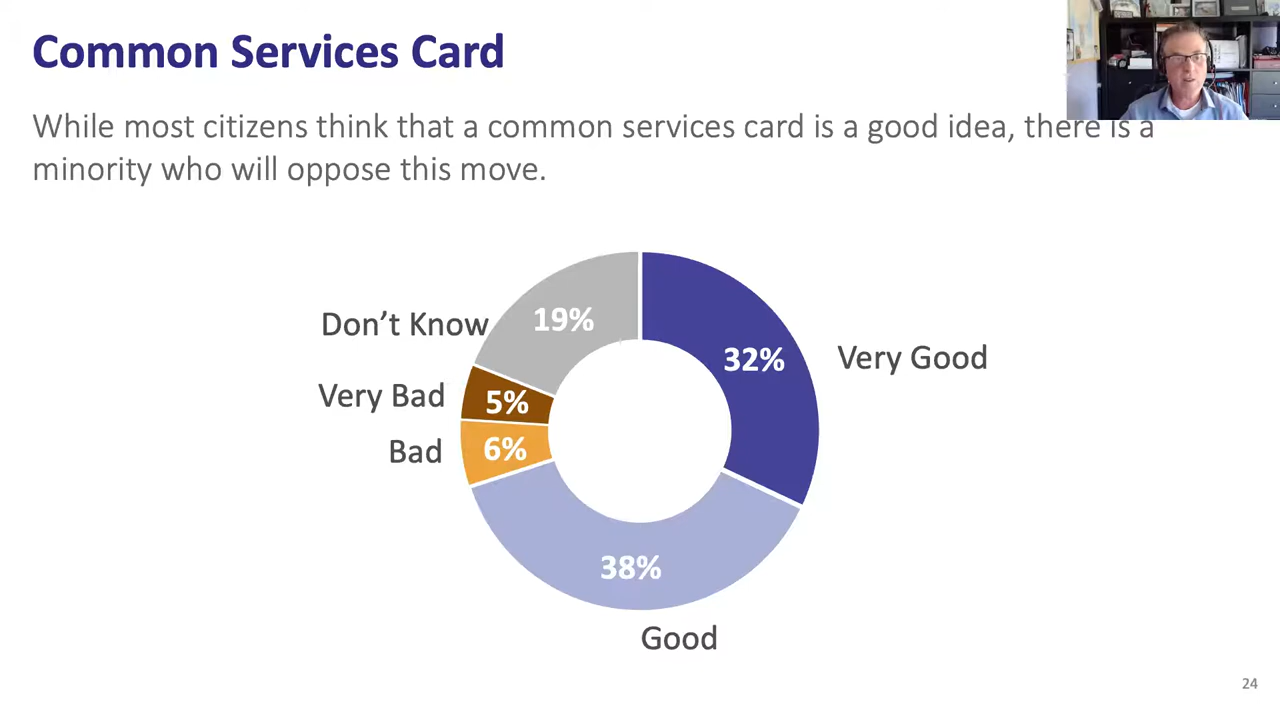 Common Services Card
While most citizens think that a common services card is a good idea, there is a
minority who will oppose this move.
Don’t Know
19%
32%
Very Good
Very Bad
5%
Bad
6%
38%
Good
24